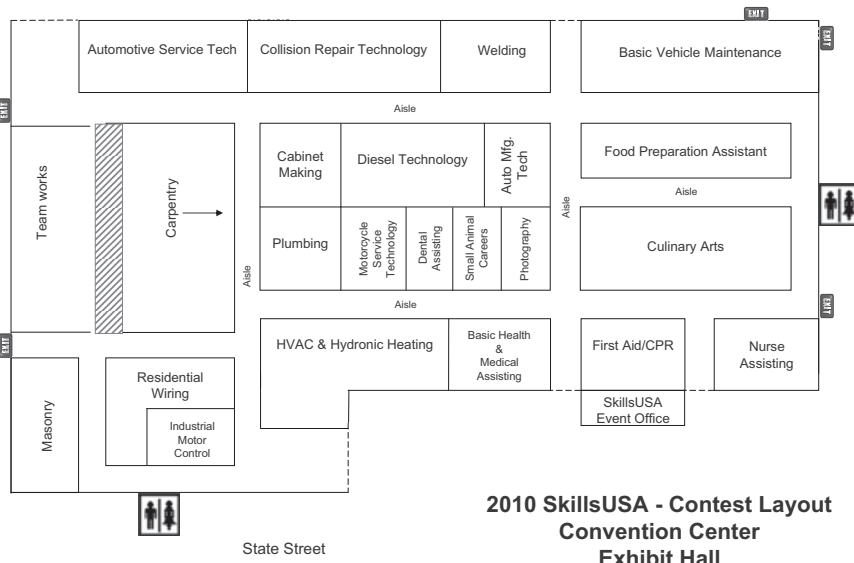 EXIT
EXIT
Automotive Service Tech
Collision Repair Technology
Welding
Basic Vehicle Maintenance
EXIT
Aisle
Team works
Carpentry
Cabinet
Making
Diesel Technology
Auto Mfg.
Tech
Food Preparation Assistant
Aisle
Aisle
Aisle
Plumbing
Motorcycle
Service
Technology
Dental
Assisting
Small Animal
Careers
Photography
Culinary Arts
Aisle
EXIT
EXIT
HVAC & Hydronic Heating
Basic Health
&
Medical
Assisting
First Aid/CPR
Nurse
Assisting
Masonry
Residential
Wiring
Industrial
Motor
Control
SkillsUSA
Event Office
State Street
2010 SkillsUSA - Contest Layout
Convention Center
Exhibit Hall